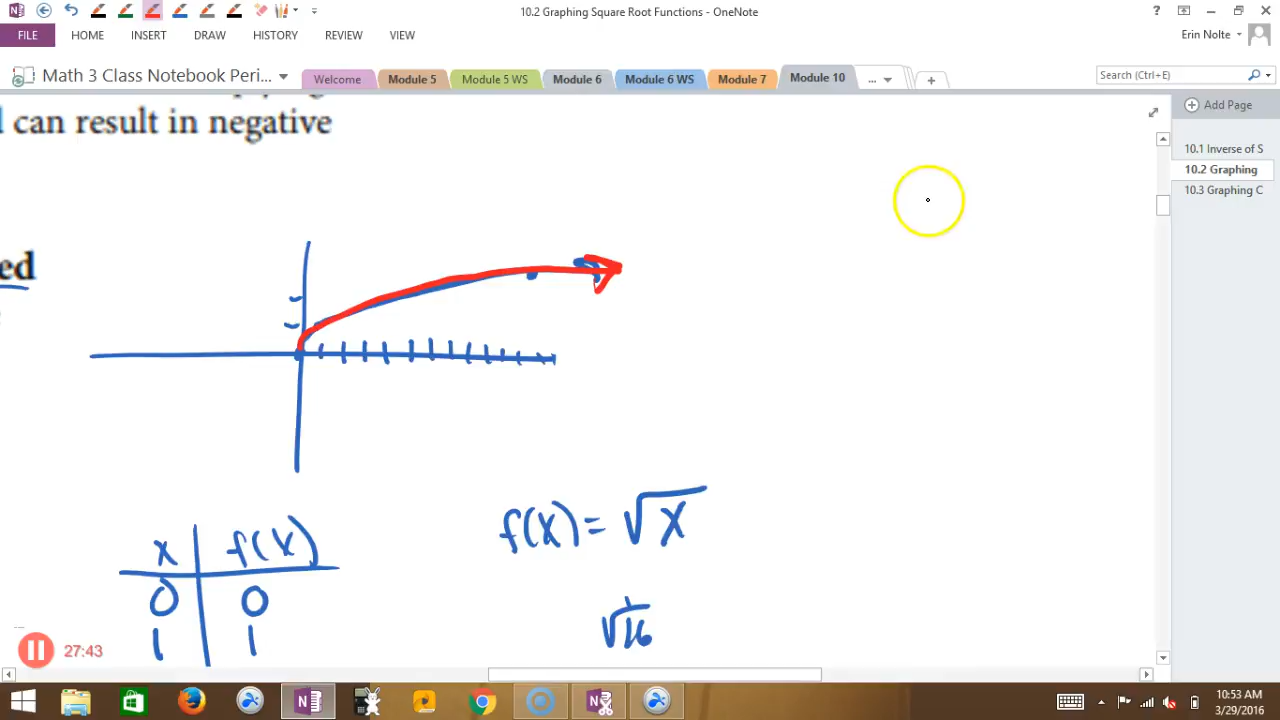 10.2 Graphing Square Root Functions - OneNote
FILE HOME INSERT DRAW HISTORY REVIEW VIEW
Erin Nolte
Math 3 Class Notebook Peri...
Welcome Module 5 Module 5 WS Module 6 Module 6 WS Module 7 Module 10 ...
Search (Ctrl+E)
Add Page
can result in negative
10.1 Inverse of S
10.2 Graphing
10.3 Graphing C
ed
f(x) = √x
x f(x)
0 0
1 1
√16
27:43
10:53 AM
3/29/2016